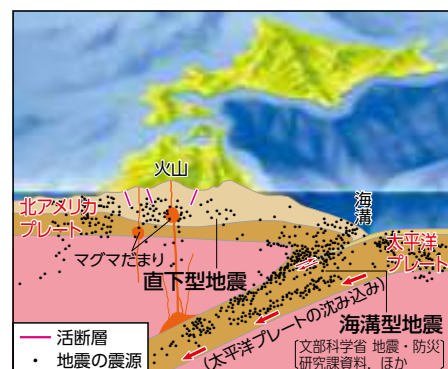 火山
海溝
北アメリカ
プレート
太平洋
プレート
マグマだまり
直下型地震
海溝型地震
(太平洋プレートの沈み込み)
活断層
地震の震源
〔文部科学省 地震・防災
研究課資料，ほか〕